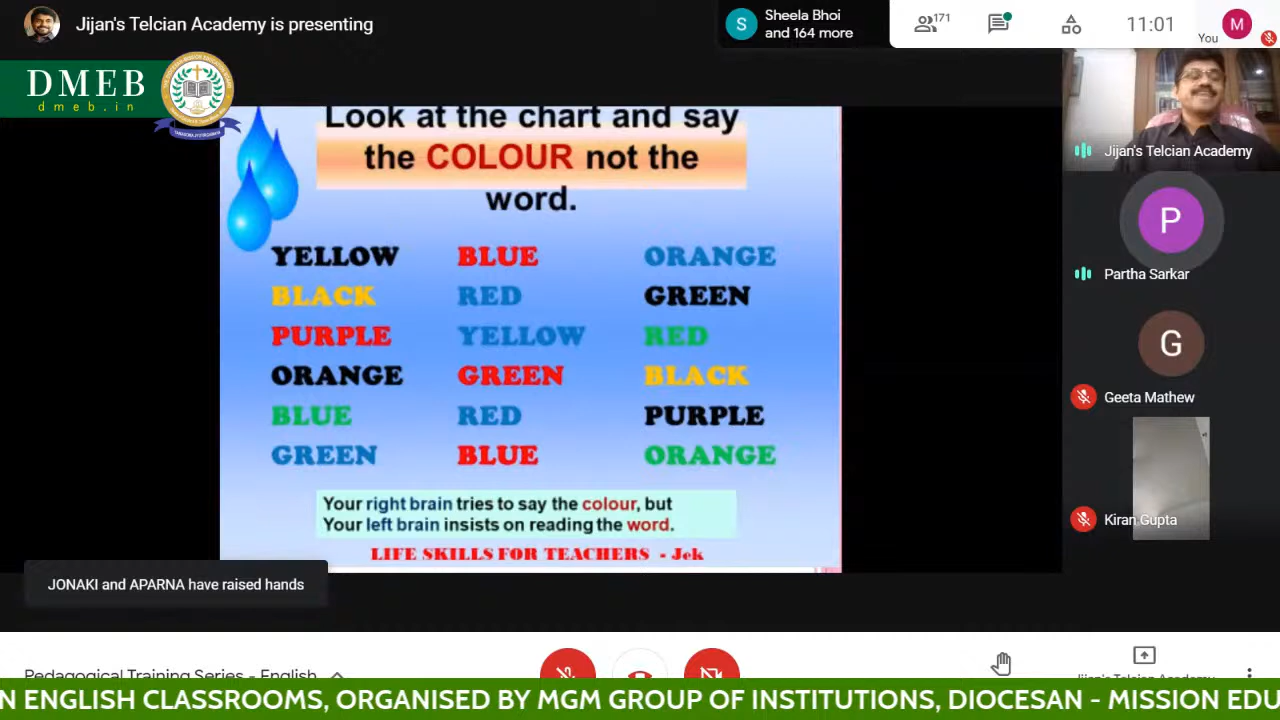 Jijan's Telcian Academy is presenting
S
Sheela Bhoi
and 164 more
171
11:01
You
M
DMEB
dmeb.in
Look at the chart and say
the COLOUR not the
word.
YELLOW BLUE ORANGE
BLACK RED GREEN
PURPLE YELLOW RED
ORANGE GREEN BLACK
BLUE RED PURPLE
GREEN BLUE ORANGE
Your right brain tries to say the colour, but
Your left brain insists on reading the word.
LIFE SKILLS FOR TEACHERS - Jek
Jijan's Telcian Academy
P
Partha Sarkar
G
Geeta Mathew
Kiran Gupta
JONAKI and APARNA have raised hands
Pedagogical Training Series - English
Jijan's Telcian Academy
N ENGLISH CLASSROOMS, ORGANISED BY MGM GROUP OF INSTITUTIONS, DIOCESAN - MISSION EDU